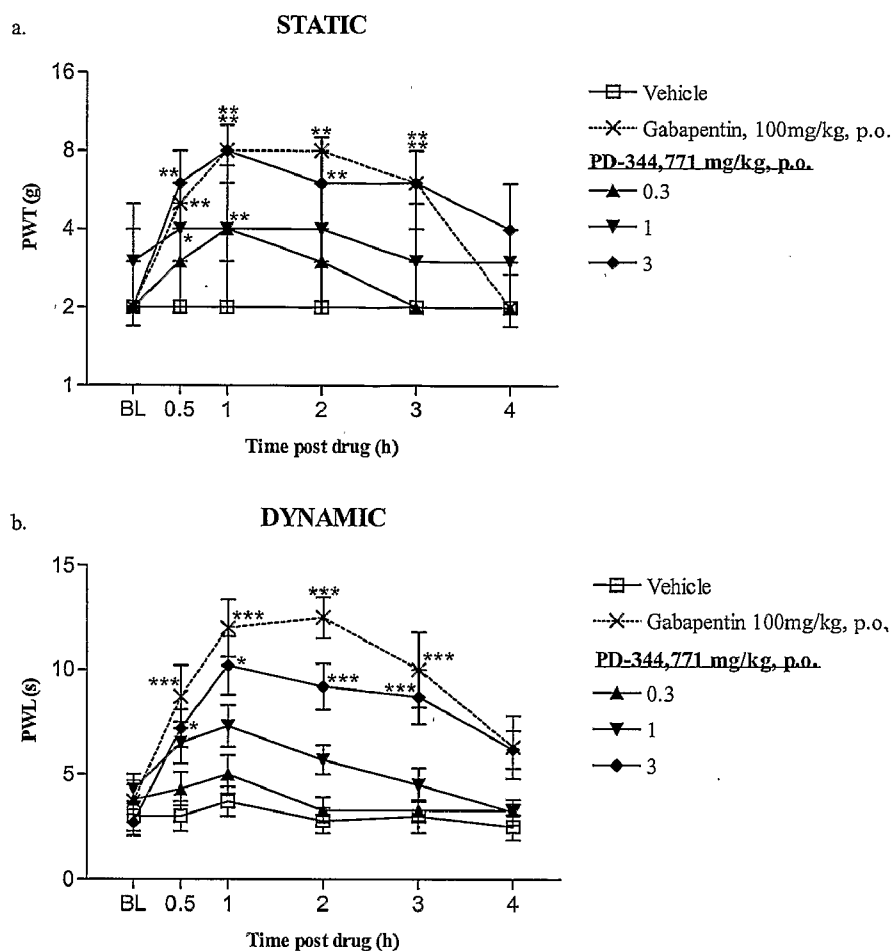 a.
STATIC
16
8
4
2
1
PWT (g)
BL 0.5 1 2 3 4
Time post drug (h)
** ** * ** ** ** ** ** ** **
Vehicle
Gabapentin, 100mg/kg, p.o.
PD-344,771 mg/kg, p.o.
0.3
1
3
b.
DYNAMIC
15
10
5
0
PWL (s)
BL 0.5 1 2 3 4
Time post drug (h)
*** * *** * *** *** *** ***
Vehicle
Gabapentin 100mg/kg, p.o,
PD-344,771 mg/kg, p.o.
0.3
1
3